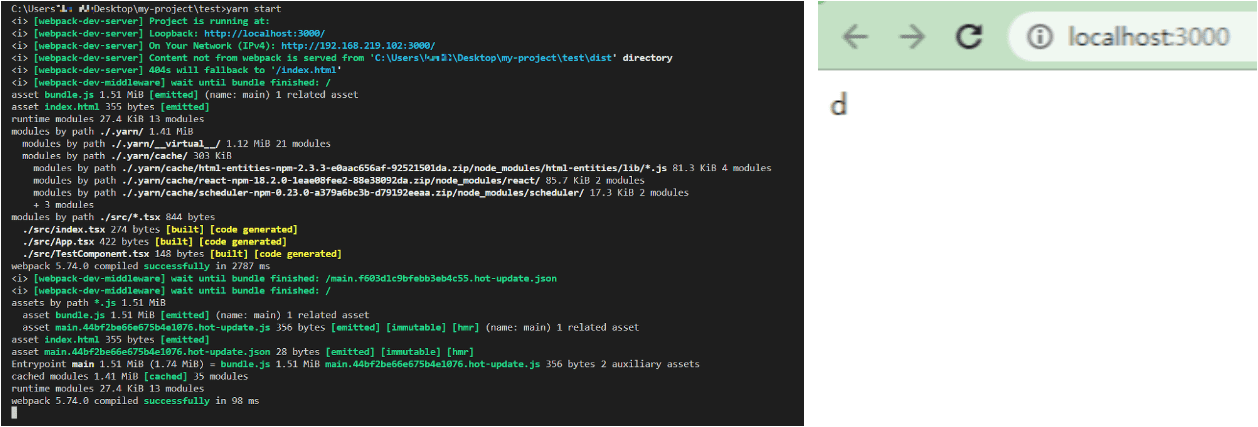 C:\Users\ \Desktop\my-project\test>yarn start
<i> [webpack-dev-server] Project is running at:
<i> [webpack-dev-server] Loopback: http://localhost:3000/
<i> [webpack-dev-server] On Your Network (IPv4): http://192.168.219.102:3000/
<i> [webpack-dev-server] Content not from webpack is served from 'C:\Users\ \Desktop\my-project\test\dist' directory
<i> [webpack-dev-server] 404s will fallback to '/index.html'
<i> [webpack-dev-middleware] wait until bundle finished: /
asset bundle.js 1.51 MiB [emitted] (name: main) 1 related asset
asset index.html 355 bytes [emitted]
runtime modules 27.4 KiB 13 modules
modules by path ./.yarn/ 1.41 MiB
modules by path ./.yarn/__virtual__/ 1.12 MiB 21 modules
modules by path ./.yarn/cache/ 303 KiB
modules by path ./.yarn/cache/html-entities-npm-2.3.3-e0aac656af-92521501da.zip/node_modules/html-entities/lib/*.js 81.3 KiB 4 modules
modules by path ./.yarn/cache/react-npm-18.2.0-1eae08fee2-88e38092da.zip/node_modules/react/ 85.7 KiB 2 modules
modules by path ./.yarn/cache/scheduler-npm-0.23.0-a379a6bc3b-d79192eeaa.zip/node_modules/scheduler/ 17.3 KiB 2 modules
+ 3 modules
modules by path ./src/*.tsx 844 bytes
./src/index.tsx 274 bytes [built] [code generated]
./src/App.tsx 422 bytes [built] [code generated]
./src/TestComponent.tsx 148 bytes [built] [code generated]
webpack 5.74.0 compiled successfully in 2787 ms
<i> [webpack-dev-middleware] wait until bundle finished: /main.f603d1c9bfebb3eb4c55.hot-update.json
<i> [webpack-dev-middleware] wait until bundle finished: /
assets by path *.js 1.51 MiB
asset bundle.js 1.51 MiB [emitted] (name: main) 1 related asset
asset main.44bf2be66e675b4e1076.hot-update.js 356 bytes [emitted] [immutable] [hmr] (name: main) 1 related asset
asset index.html 355 bytes [emitted]
asset main.44bf2be66e675b4e1076.hot-update.json 28 bytes [emitted] [immutable] [hmr]
Entrypoint main 1.51 MiB (1.74 MiB) = bundle.js 1.51 MiB main.44bf2be66e675b4e1076.hot-update.js 356 bytes 2 auxiliary assets
cached modules 1.41 MiB [cached] 35 modules
runtime modules 27.4 KiB 13 modules
webpack 5.74.0 compiled successfully in 98 ms
localhost:3000
d